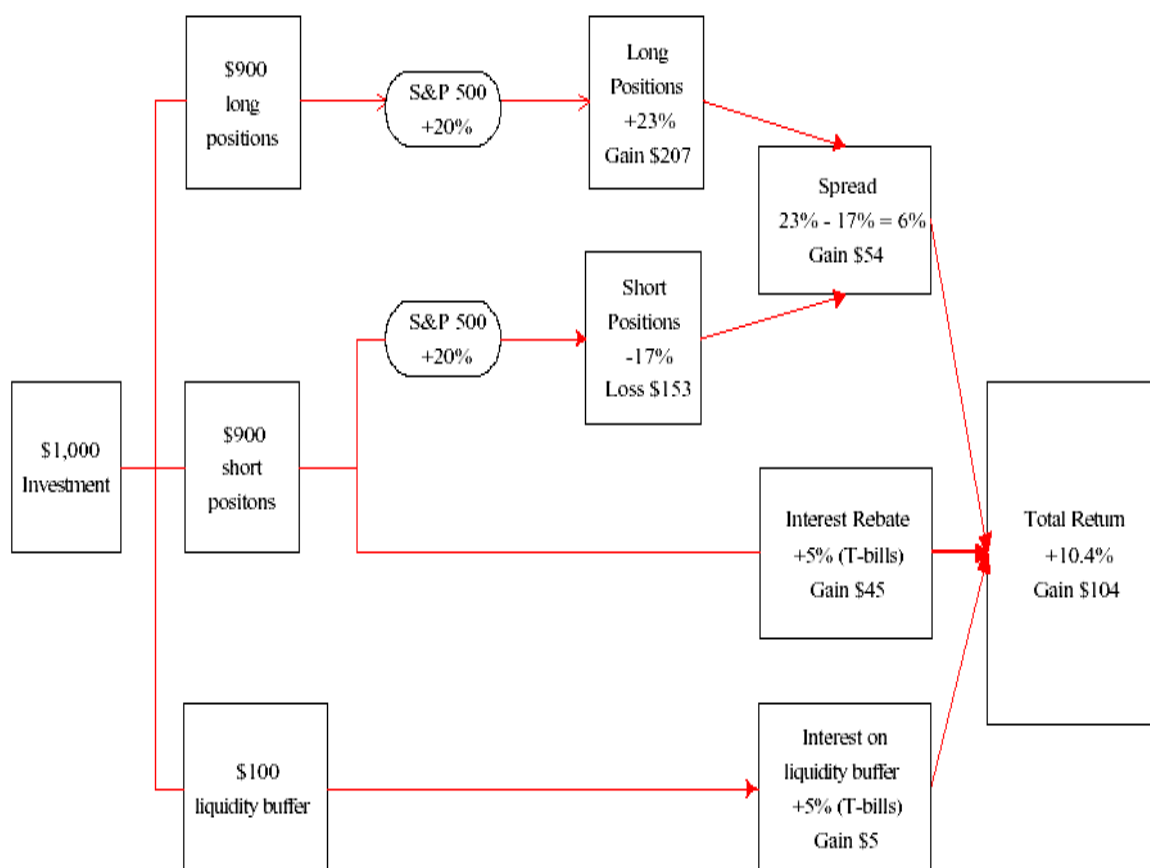 $900
long
positions
S&P 500
+20%
Long
Positions
+23%
Gain $207
Spread
23% - 17% = 6%
Gain $54
S&P 500
+20%
Short
Positions
-17%
Loss $153
$1,000
Investment
$900
short
positons
Interest Rebate
+5% (T-bills)
Gain $45
Total Return
+10.4%
Gain $104
$100
liquidity buffer
Interest on
liquidity buffer
+5% (T-bills)
Gain $5